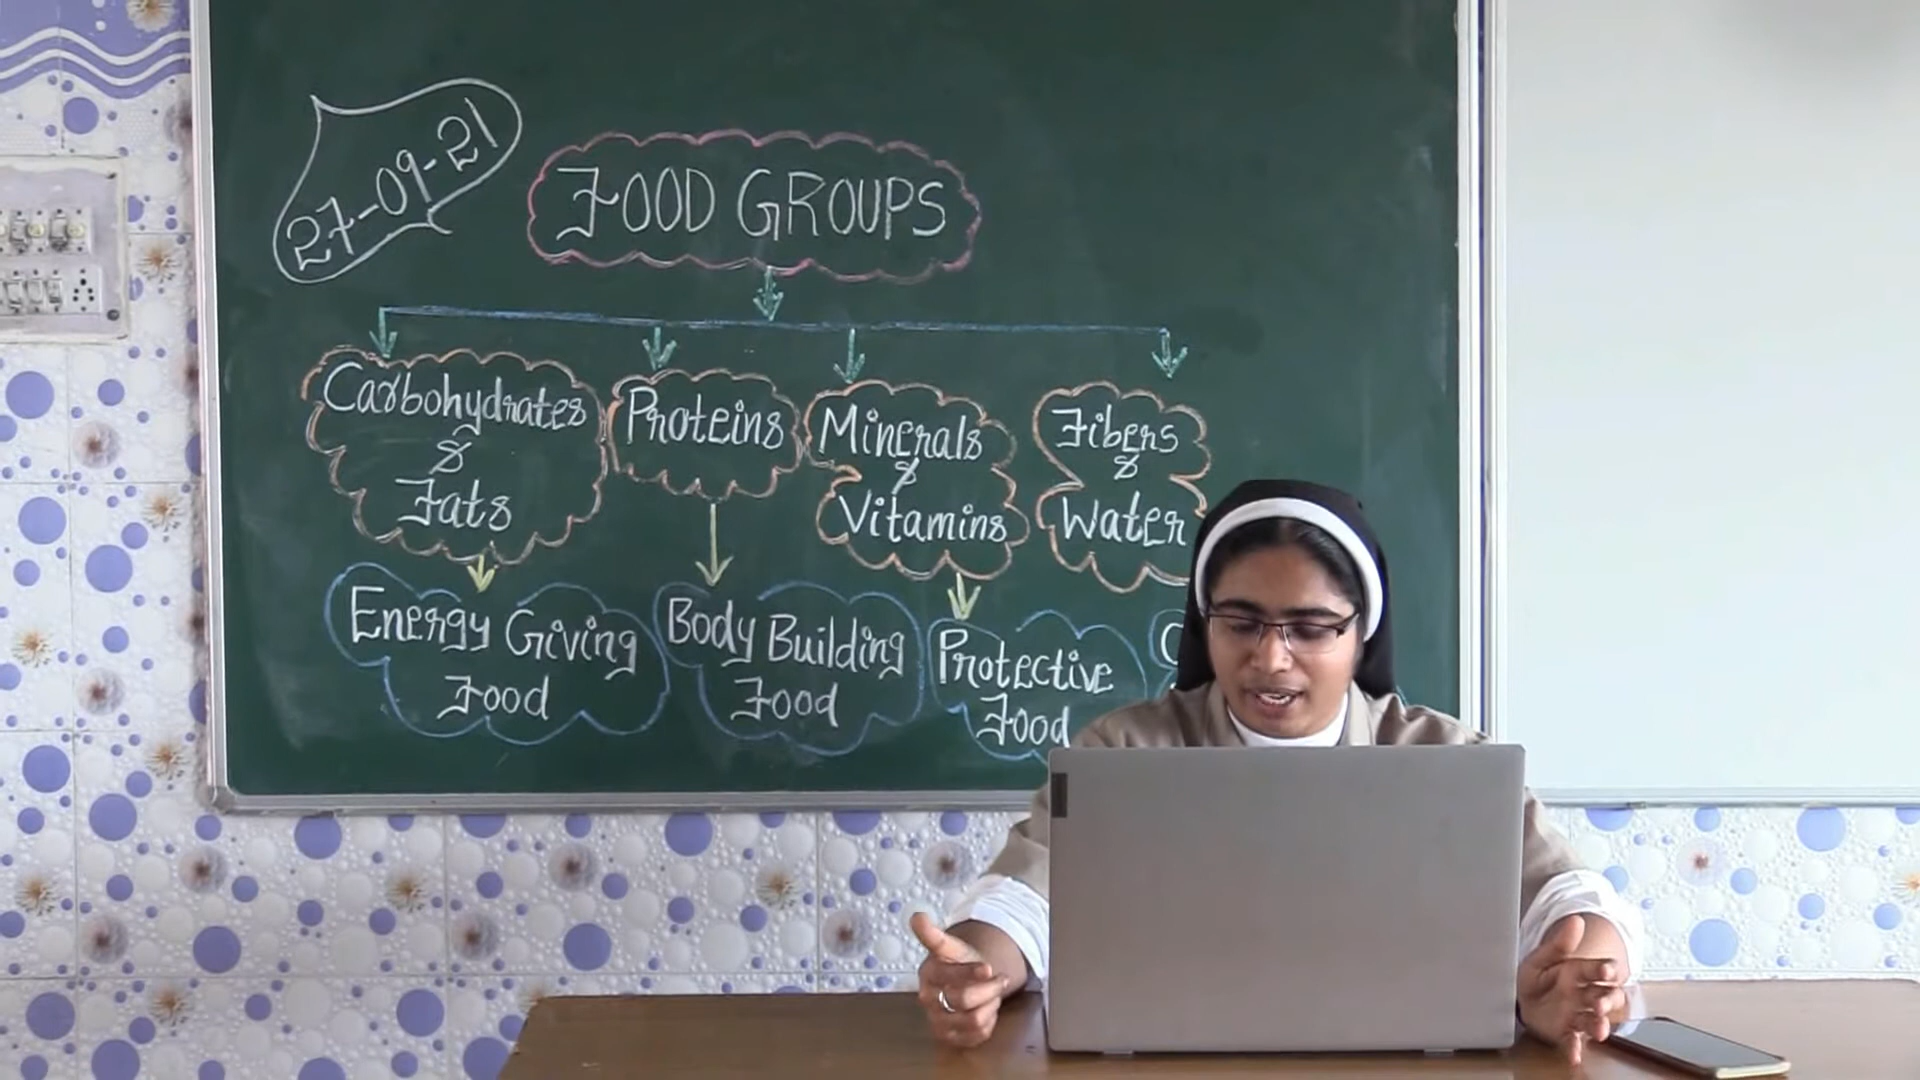 27-09-21
FOOD GROUPS
Carbohydrates
&
Fats
Proteins
Minerals
&
Vitamins
Fibers
&
Water
Energy Giving
Food
Body Building
Food
Protective
Food